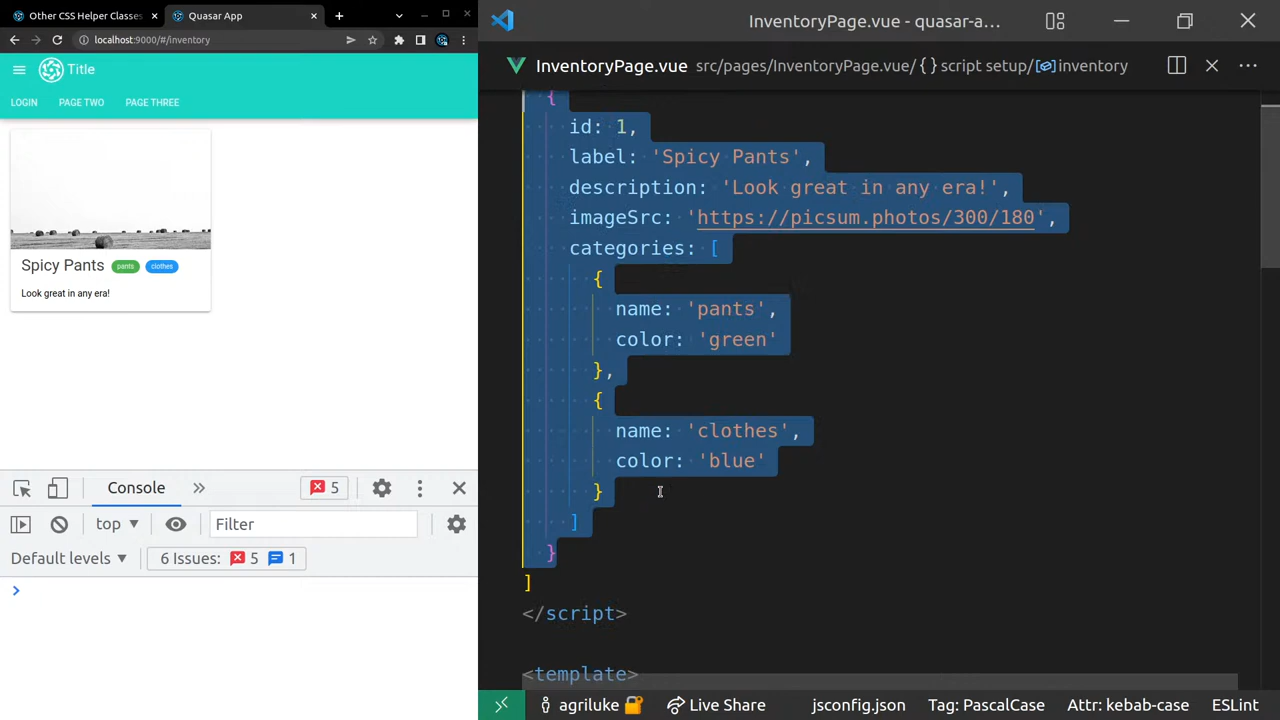 Other CSS Helper Classes
Quasar App
localhost:9000/#/inventory
Title
LOGIN
PAGE TWO
PAGE THREE
Spicy Pants
pants
clothes
Look great in any era!
Console
5
top
Filter
Default levels
6 Issues:
5
1
InventoryPage.vue - quasar-a...
InventoryPage.vue src/pages/InventoryPage.vue/ {} script setup/ inventory
{
id: 1,
label: 'Spicy Pants',
description: 'Look great in any era!',
imageSrc: 'https://picsum.photos/300/180',
categories: [
{
name: 'pants',
color: 'green'
},
{
name: 'clothes',
color: 'blue'
}
]
}
]
</script>
<template>
agriluke
Live Share
jsconfig.json
Tag: PascalCase
Attr: kebab-case
ESLint